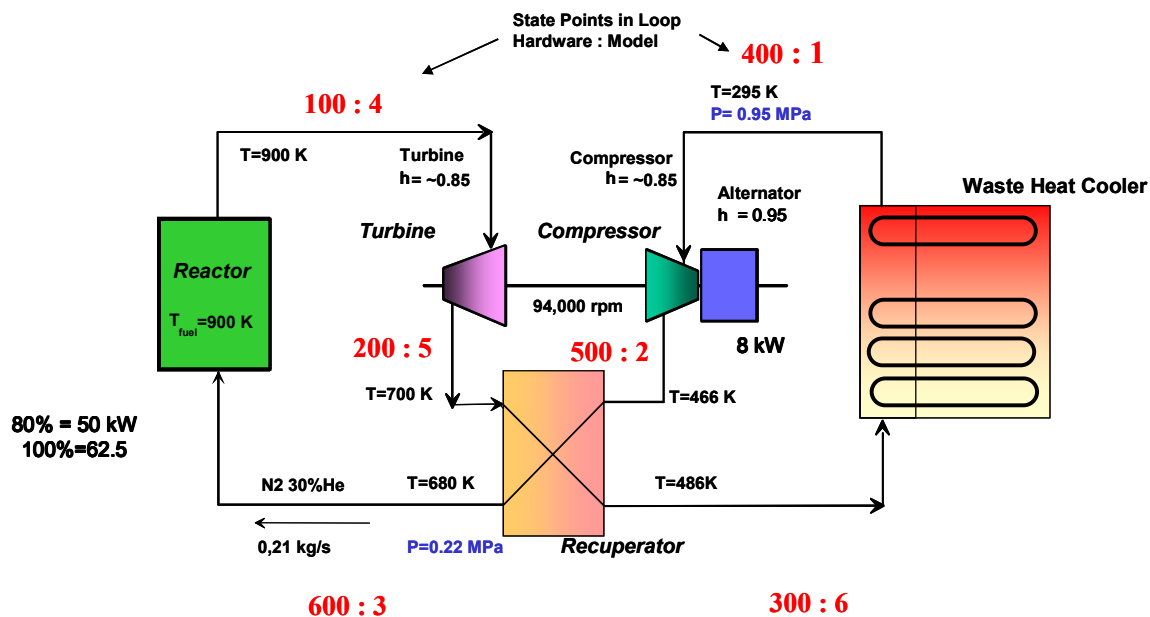 State Points in Loop
Hardware : Model
400 : 1
100 : 4
T=295 K
P= 0.95 MPa
T=900 K
Turbine
h= ~0.85
Compressor
h= ~0.85
Alternator
h = 0.95
Waste Heat Cooler
Turbine
Compressor
Reactor
Tfuel=900 K
94,000 rpm
8 kW
200 : 5
500 : 2
T=700 K
T=466 K
80% = 50 kW
100%=62.5
N2 30%He
T=680 K
T=486K
0,21 kg/s
P=0.22 MPa
Recuperator
600 : 3
300 : 6